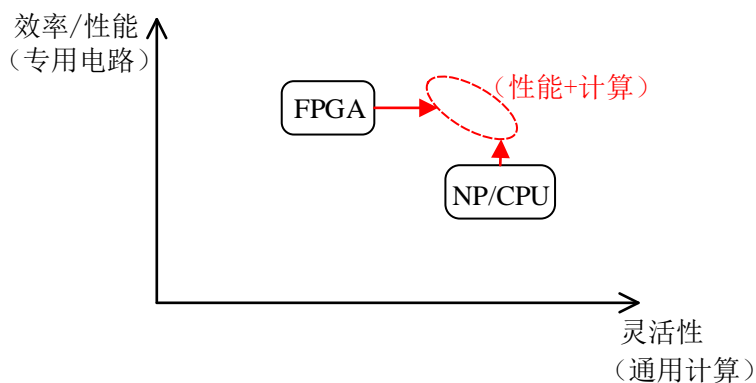 效率/性能
（专用电路）
FPGA
（性能+计算）
NP/CPU
灵活性
（通用计算）